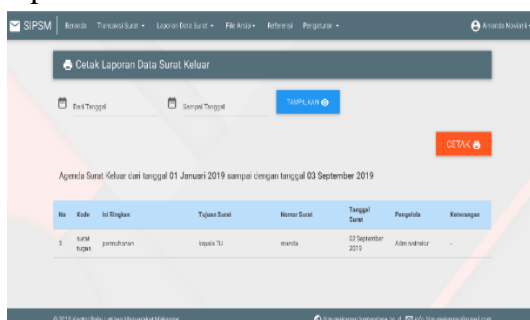 SIPSM Beranda Transaksi Surat Laporan Data Surat File Arsip Referensi Pengaturan Amanda Novianti
Cetak Laporan Data Surat Keluar
Dari Tanggal Sampai Tanggal TAMPILKAN
CETAK
Agenda Surat Keluar dari tanggal 01 Januari 2019 sampai dengan tanggal 03 September 2019
No Kode Isi Ringkas Tujuan Surat Nomor Surat Tanggal Surat Pengelola Keterangan
surat tugas permohonan kepala TU manda 02 September 2019 Administrator -